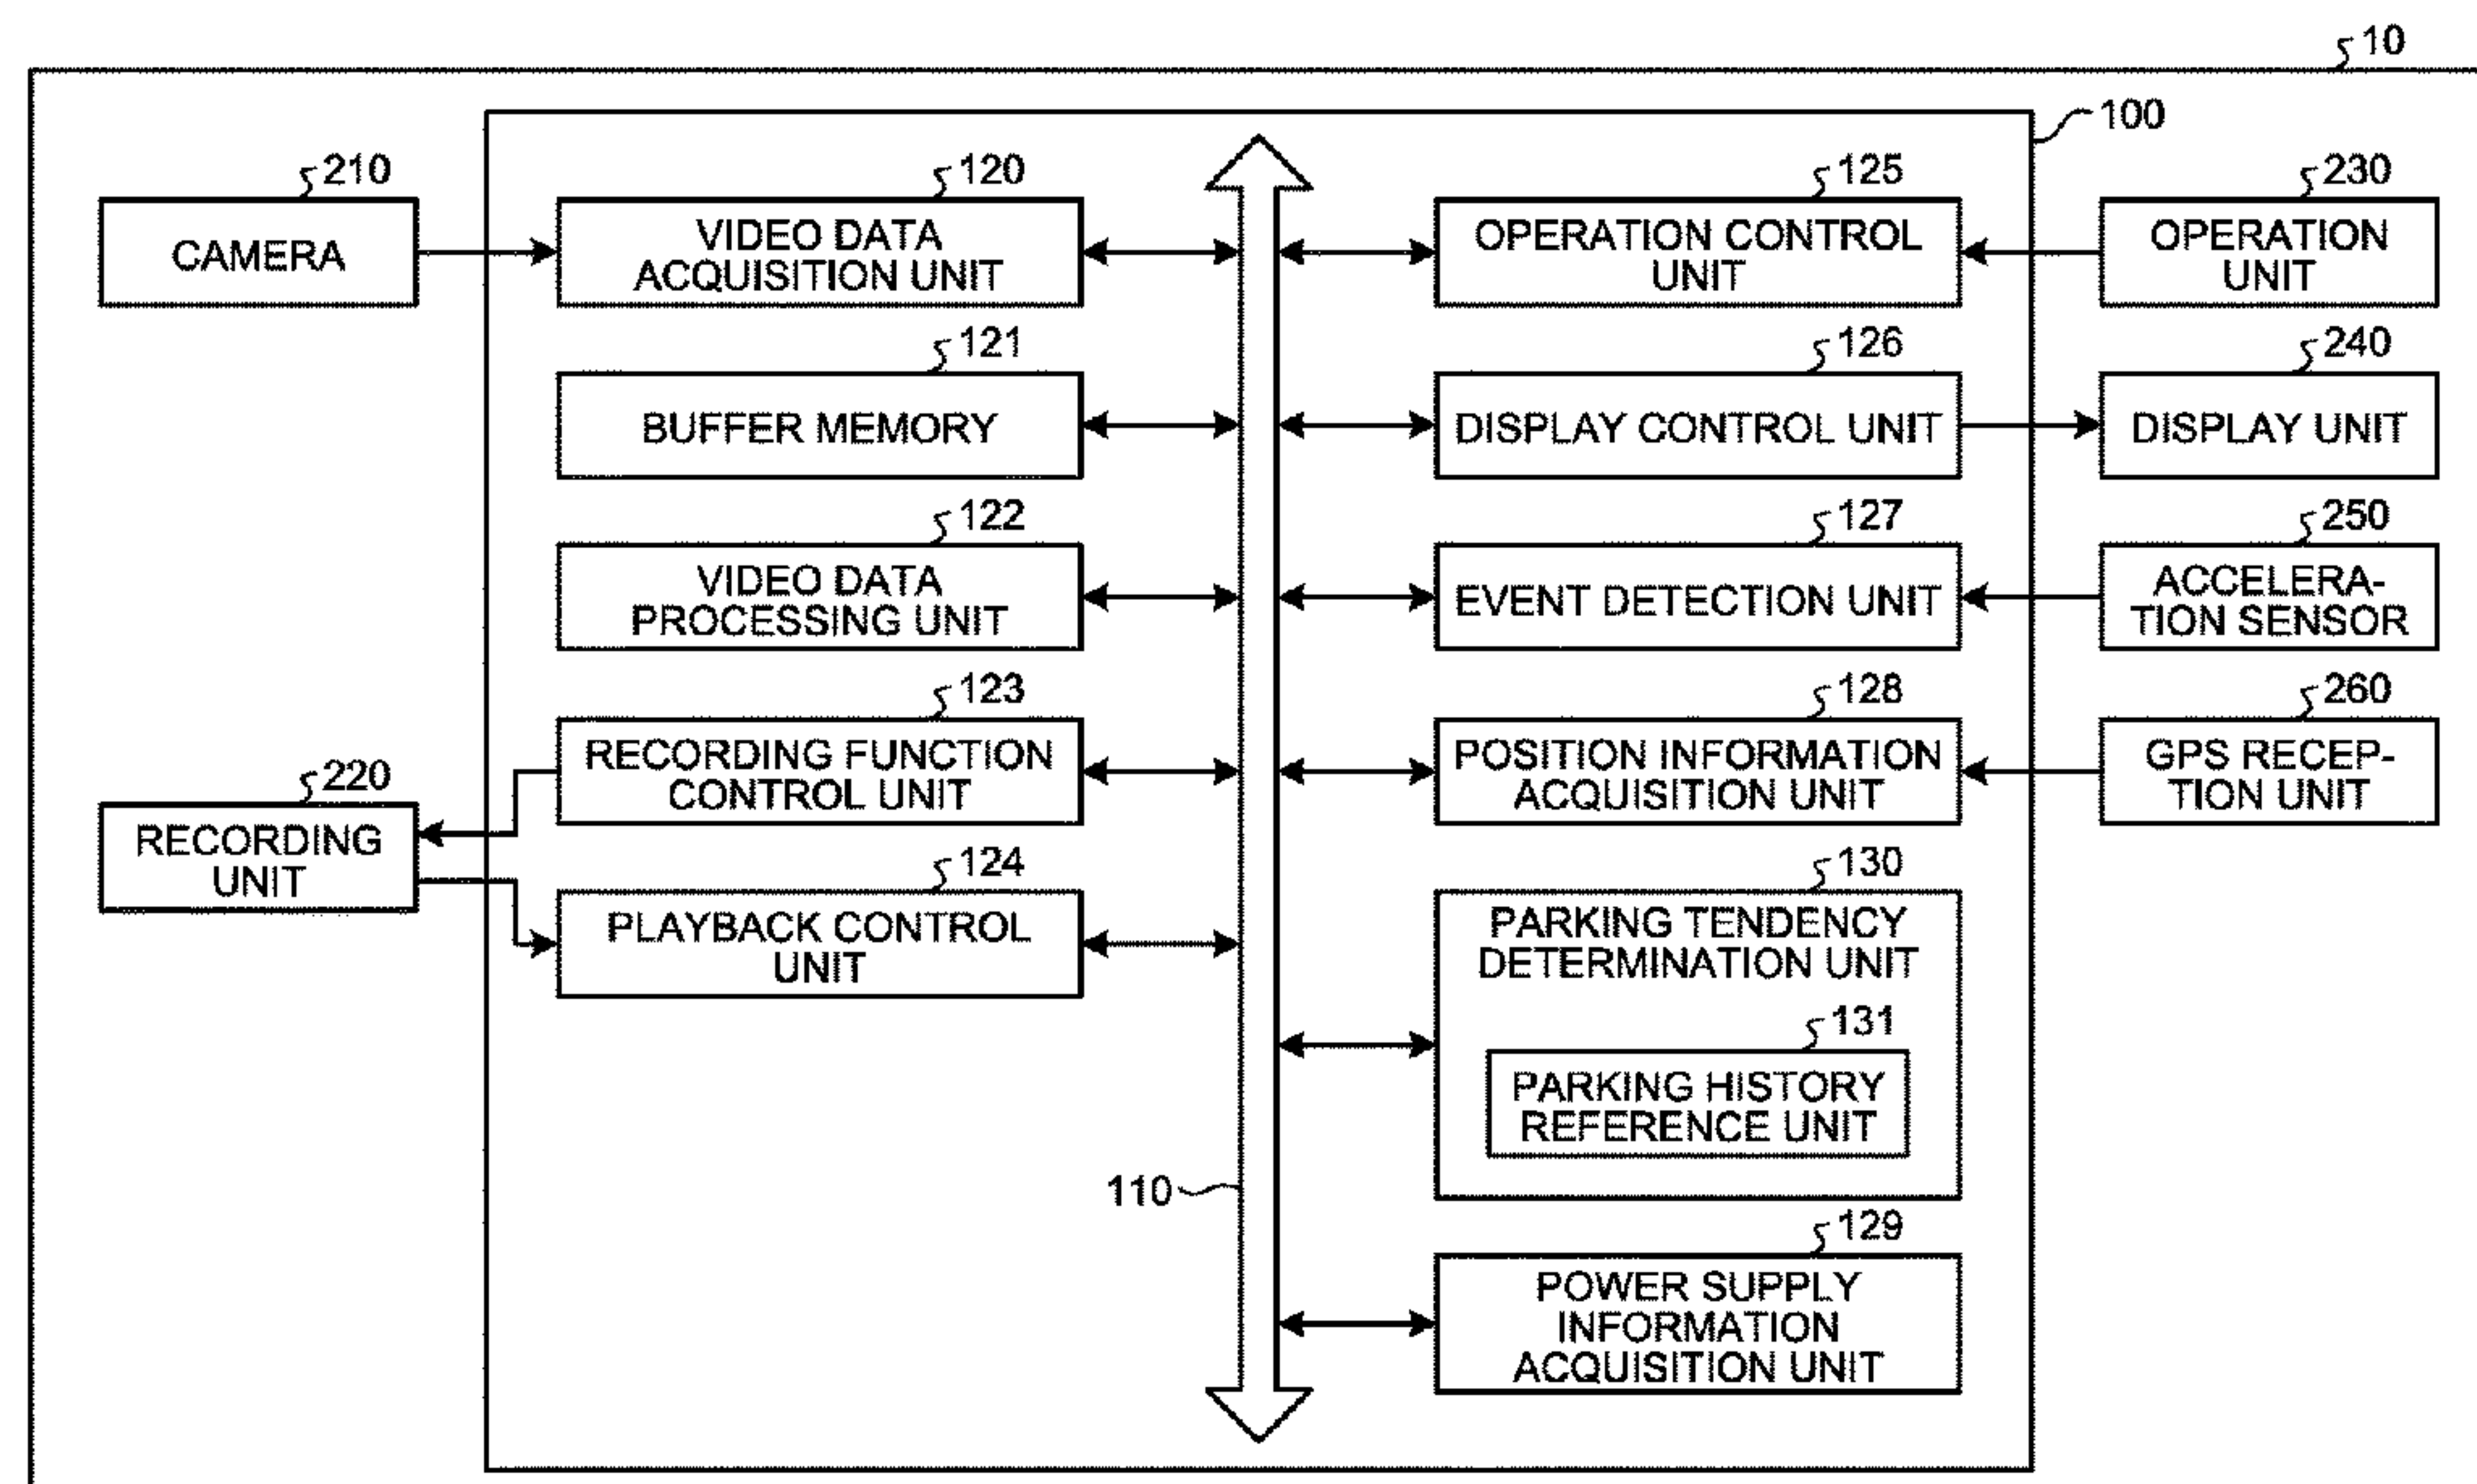 10
100
210
CAMERA
120
VIDEO DATA
ACQUISITION UNIT
125
OPERATION CONTROL
UNIT
230
OPERATION
UNIT
121
BUFFER MEMORY
126
DISPLAY CONTROL UNIT
240
DISPLAY UNIT
122
VIDEO DATA
PROCESSING UNIT
127
EVENT DETECTION UNIT
250
ACCELERA-
TION SENSOR
123
RECORDING FUNCTION
CONTROL UNIT
128
POSITION INFORMATION
ACQUISITION UNIT
260
GPS RECEP-
TION UNIT
220
RECORDING
UNIT
124
PLAYBACK CONTROL
UNIT
130
PARKING TENDENCY
DETERMINATION UNIT
131
PARKING HISTORY
REFERENCE UNIT
110
129
POWER SUPPLY
INFORMATION
ACQUISITION UNIT